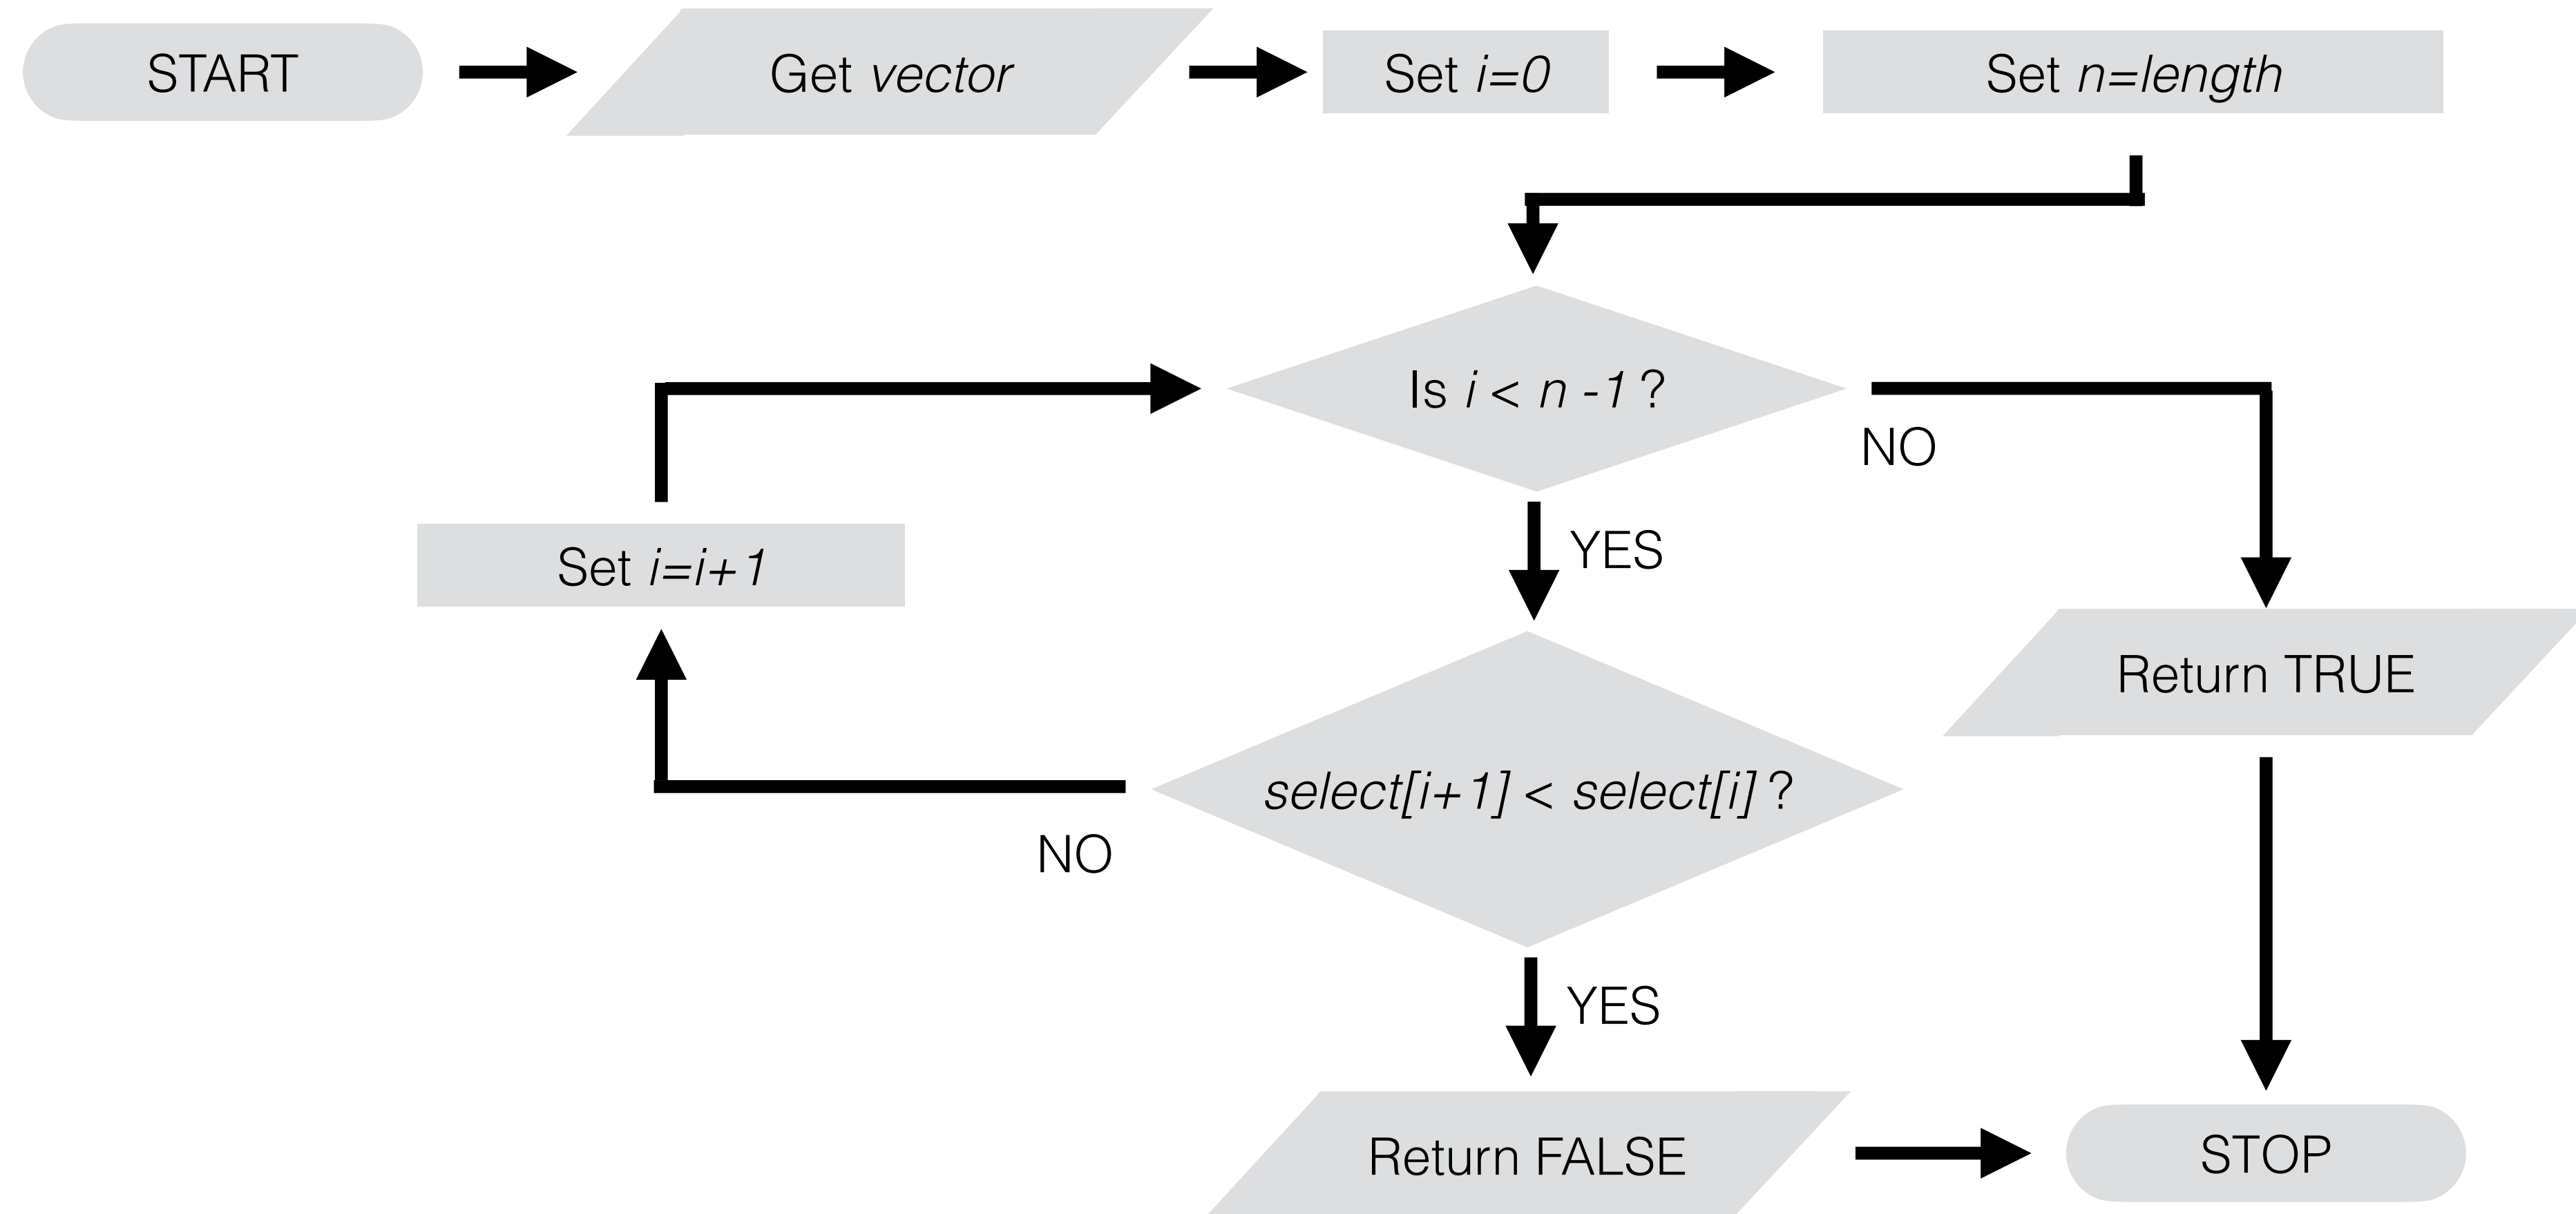 START
Get vector
Set i=0
Set n=length
Is i < n -1 ?
NO
YES
Set i=i+1
Return TRUE
select[i+1] < select[i] ?
NO
YES
Return FALSE
STOP